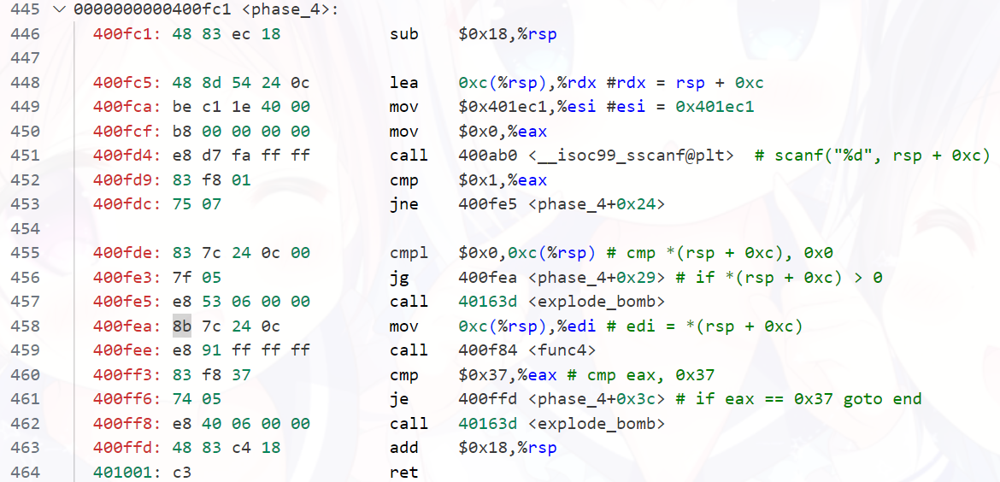 445 0000000000400fc1 <phase_4>:
446 400fc1: 48 83 ec 18 sub $0x18,%rsp
447
448 400fc5: 48 8d 54 24 0c lea 0xc(%rsp),%rdx #rdx = rsp + 0xc
449 400fca: be c1 1e 40 00 mov $0x401ec1,%esi #esi = 0x401ec1
450 400fcf: b8 00 00 00 00 mov $0x0,%eax
451 400fd4: e8 d7 fa ff ff call 400ab0 <__isoc99_sscanf@plt> # scanf("%d", rsp + 0xc)
452 400fd9: 83 f8 01 cmp $0x1,%eax
453 400fdc: 75 07 jne 400fe5 <phase_4+0x24>
454
455 400fde: 83 7c 24 0c 00 cmpl $0x0,0xc(%rsp) # cmp *(rsp + 0xc), 0x0
456 400fe3: 7f 05 jg 400fea <phase_4+0x29> # if *(rsp + 0xc) > 0
457 400fe5: e8 53 06 00 00 call 40163d <explode_bomb>
458 400fea: 8b 7c 24 0c mov 0xc(%rsp),%edi # edi = *(rsp + 0xc)
459 400fee: e8 91 ff ff ff call 400f84 <func4>
460 400ff3: 83 f8 37 cmp $0x37,%eax # cmp eax, 0x37
461 400ff6: 74 05 je 400ffd <phase_4+0x3c> # if eax == 0x37 goto end
462 400ff8: e8 40 06 00 00 call 40163d <explode_bomb>
463 400ffd: 48 83 c4 18 add $0x18,%rsp
464 401001: c3 ret